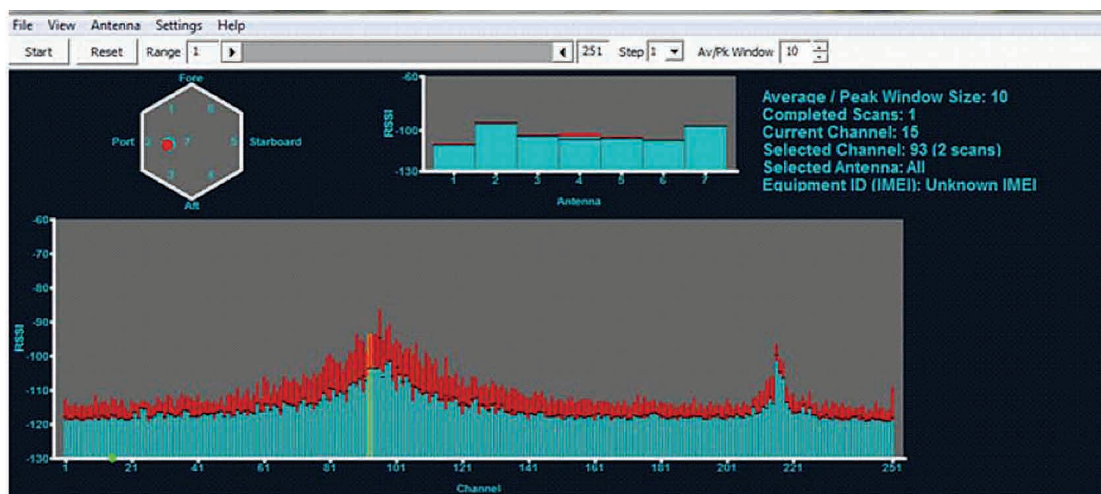 File View Antenna Settings Help
Start Reset Range 1 251 Step 1 Av/Pk Window 10
Fore
1 6
Port 2 7 5 Starboard
3 4
Aft
-60
-100
-130
RSSI
1 2 3 4 5 6 7
Antenna
Average / Peak Window Size: 10
Completed Scans: 1
Current Channel: 15
Selected Channel: 93 (2 scans)
Selected Antenna: All
Equipment ID (IMEI): Unknown IMEI
-60
-70
-80
-90
-100
-110
-120
-130
RSSI
1 21 41 61 81 101 121 141 161 181 201 221 251
Channel